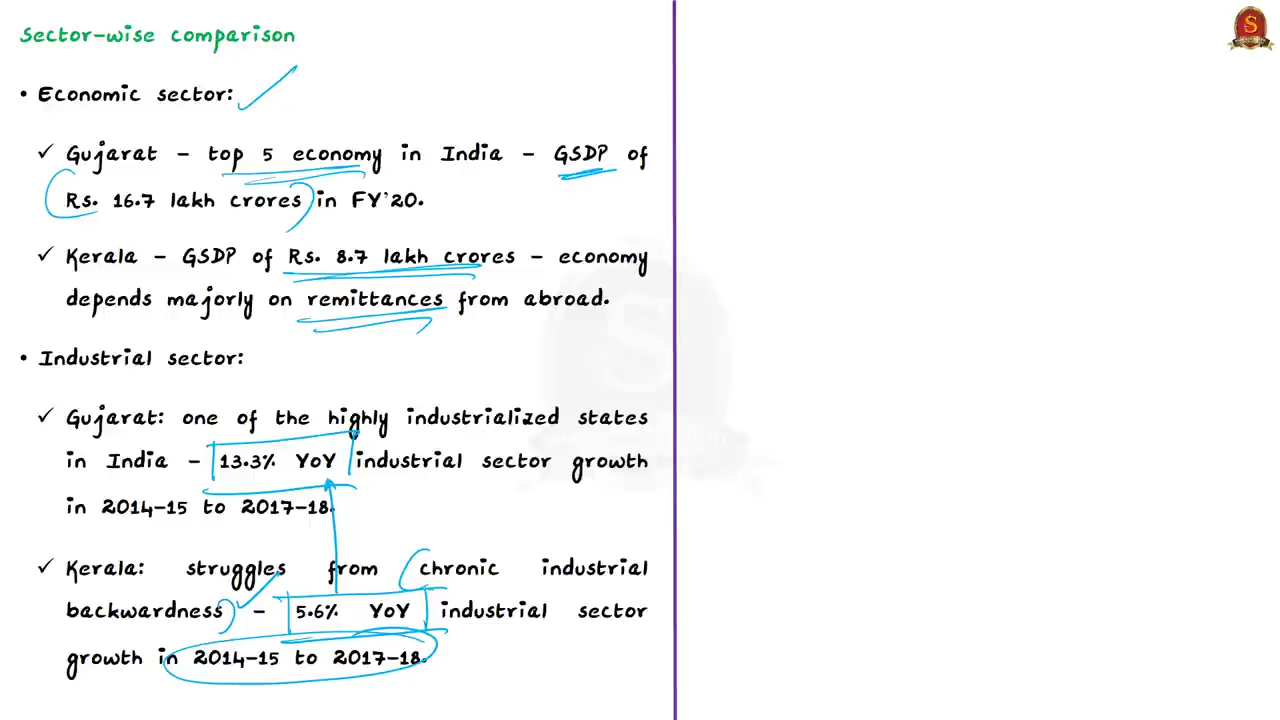 Sector-wise comparison
• Economic sector:
✓ Gujarat – top 5 economy in India – GSDP of
Rs. 16.7 lakh crores in FY'20.
✓ Kerala – GSDP of Rs. 8.7 lakh crores – economy
depends majorly on remittances from abroad.
• Industrial sector:
✓ Gujarat: one of the highly industrialized states
in India – 13.3% YoY industrial sector growth
in 2014-15 to 2017-18.
✓ Kerala: struggles from chronic industrial
backwardness – 5.6% YoY industrial sector
growth in 2014-15 to 2017-18.
S